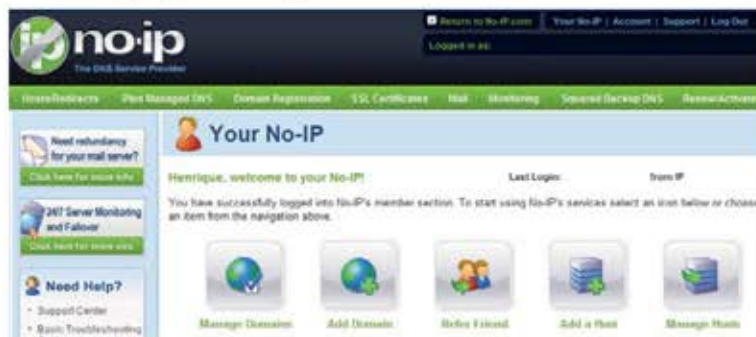 no-ip
The DNS Service Provider
Return to No-IP.com
Your No-IP | Account | Support | Log Out
Logged in as:
Hosts/Redirects Plus Managed DNS Domain Registration SSL Certificates Mail Monitoring Squared Backup DNS Renew/Activate
Need redundancy
for your mail server?
Click here for more info
24/7 Server Monitoring
and Failover
Click here for more info
Need Help?
• Support Center
• Basic Troubleshooting
Your No-IP
Henrique, welcome to your No-IP!
Last Login: from IP
You have successfully logged into No-IP's member section. To start using No-IP's services select an icon below or choose
an item from the navigation above.
Manage Domains
Add Domain
Refer Friend
Add a Host
Manage Hosts